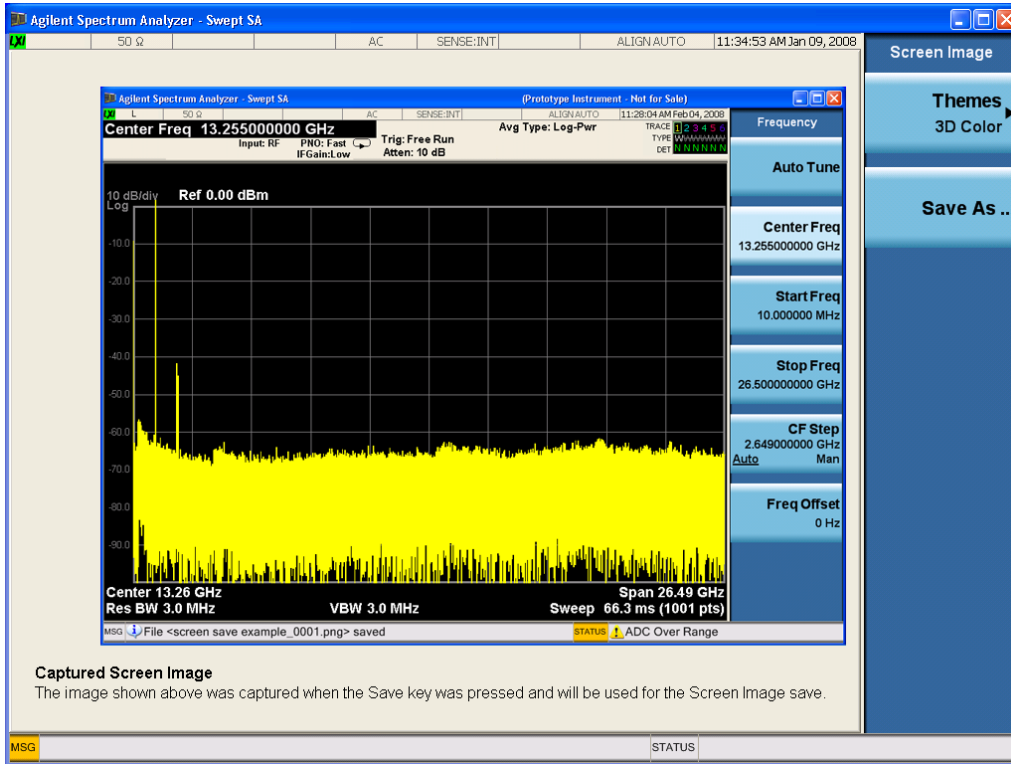 Agilent Spectrum Analyzer - Swept SA
LXI 50 Ω AC SENSE:INT ALIGN AUTO 11:34:53 AM Jan 09, 2008
Screen Image
Themes
3D Color
Save As ..
Agilent Spectrum Analyzer - Swept SA (Prototype Instrument - Not for Sale)
LXI L 50 Ω AC SENSE:INT ALIGN AUTO 11:28:04 AM Feb 04, 2008
Center Freq 13.255000000 GHz
Input: RF PNO: Fast
IFGain:Low
Trig: Free Run
Atten: 10 dB
Avg Type: Log-Pwr
TRACE 1 2 3 4 5 6
TYPE WWWWWW
DET N N N N N N
10 dB/div Ref 0.00 dBm
Log
-10.0
-20.0
-30.0
-40.0
-50.0
-60.0
-70.0
-80.0
-90.0
Center 13.26 GHz Span 26.49 GHz
Res BW 3.0 MHz VBW 3.0 MHz Sweep 66.3 ms (1001 pts)
MSG File <screen save example_0001.png> saved STATUS ADC Over Range
Frequency
Auto Tune
Center Freq
13.255000000 GHz
Start Freq
10.000000 MHz
Stop Freq
26.500000000 GHz
CF Step
2.649000000 GHz
Auto Man
Freq Offset
0 Hz
Captured Screen Image
The image shown above was captured when the Save key was pressed and will be used for the Screen Image save.
MSG STATUS